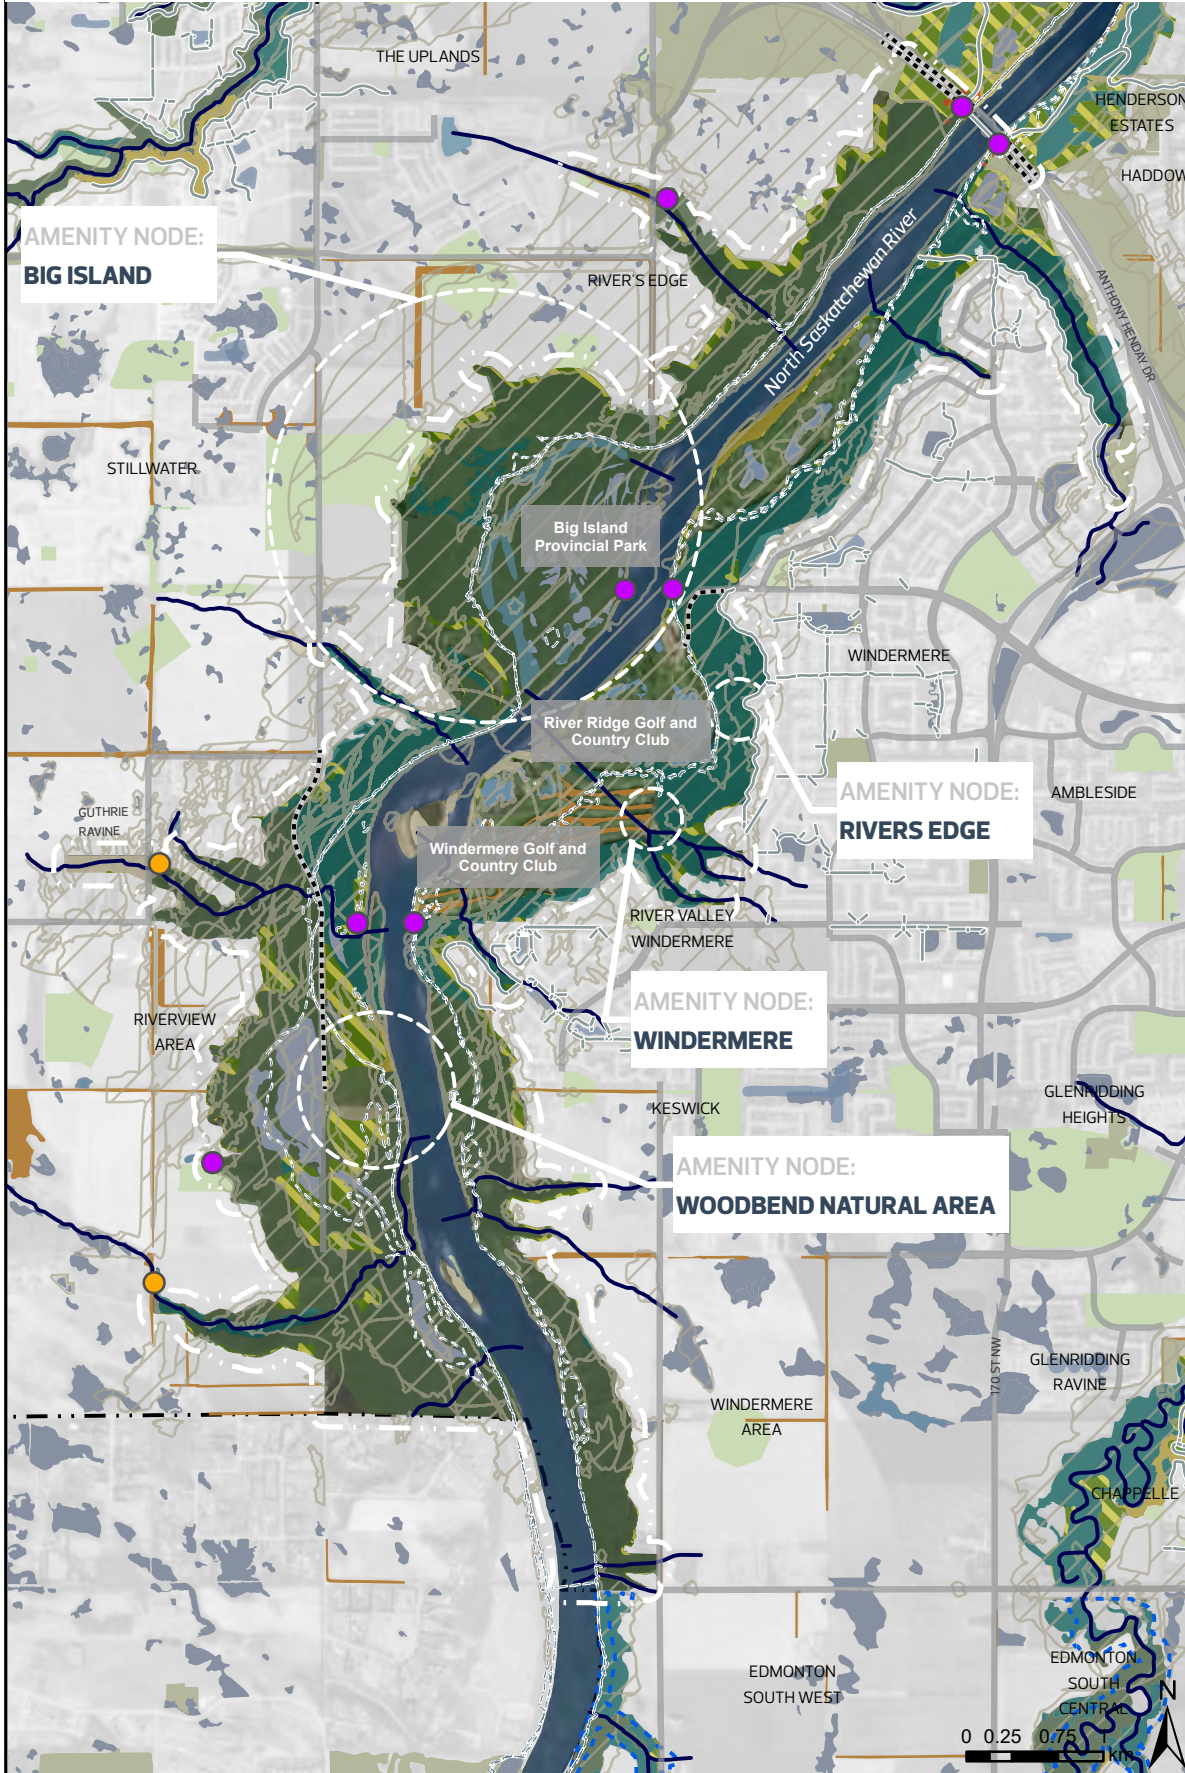 THE UPLANDS
HENDERSON
ESTATES
HADDOW
AMENITY NODE:
BIG ISLAND
RIVER'S EDGE
North Saskatchewan River
ANTHONY HENDAY DR
STILLWATER
Big Island
Provincial Park
WINDERMERE
River Ridge Golf and
Country Club
AMENITY NODE:
RIVERS EDGE
AMBLESIDE
GUTHRIE
RAVINE
Windermere Golf and
Country Club
RIVER VALLEY
WINDERMERE
AMENITY NODE:
WINDERMERE
RIVERVIEW
AREA
KESWICK
GLENRIDDING
HEIGHTS
AMENITY NODE:
WOODBEND NATURAL AREA
170 ST NW
GLENRIDDING
RAVINE
WINDERMERE
AREA
CHAPPELLE
EDMONTON
SOUTH WEST
EDMONTON
SOUTH
CENTRAL
N
0 0.25 0.75 1
km